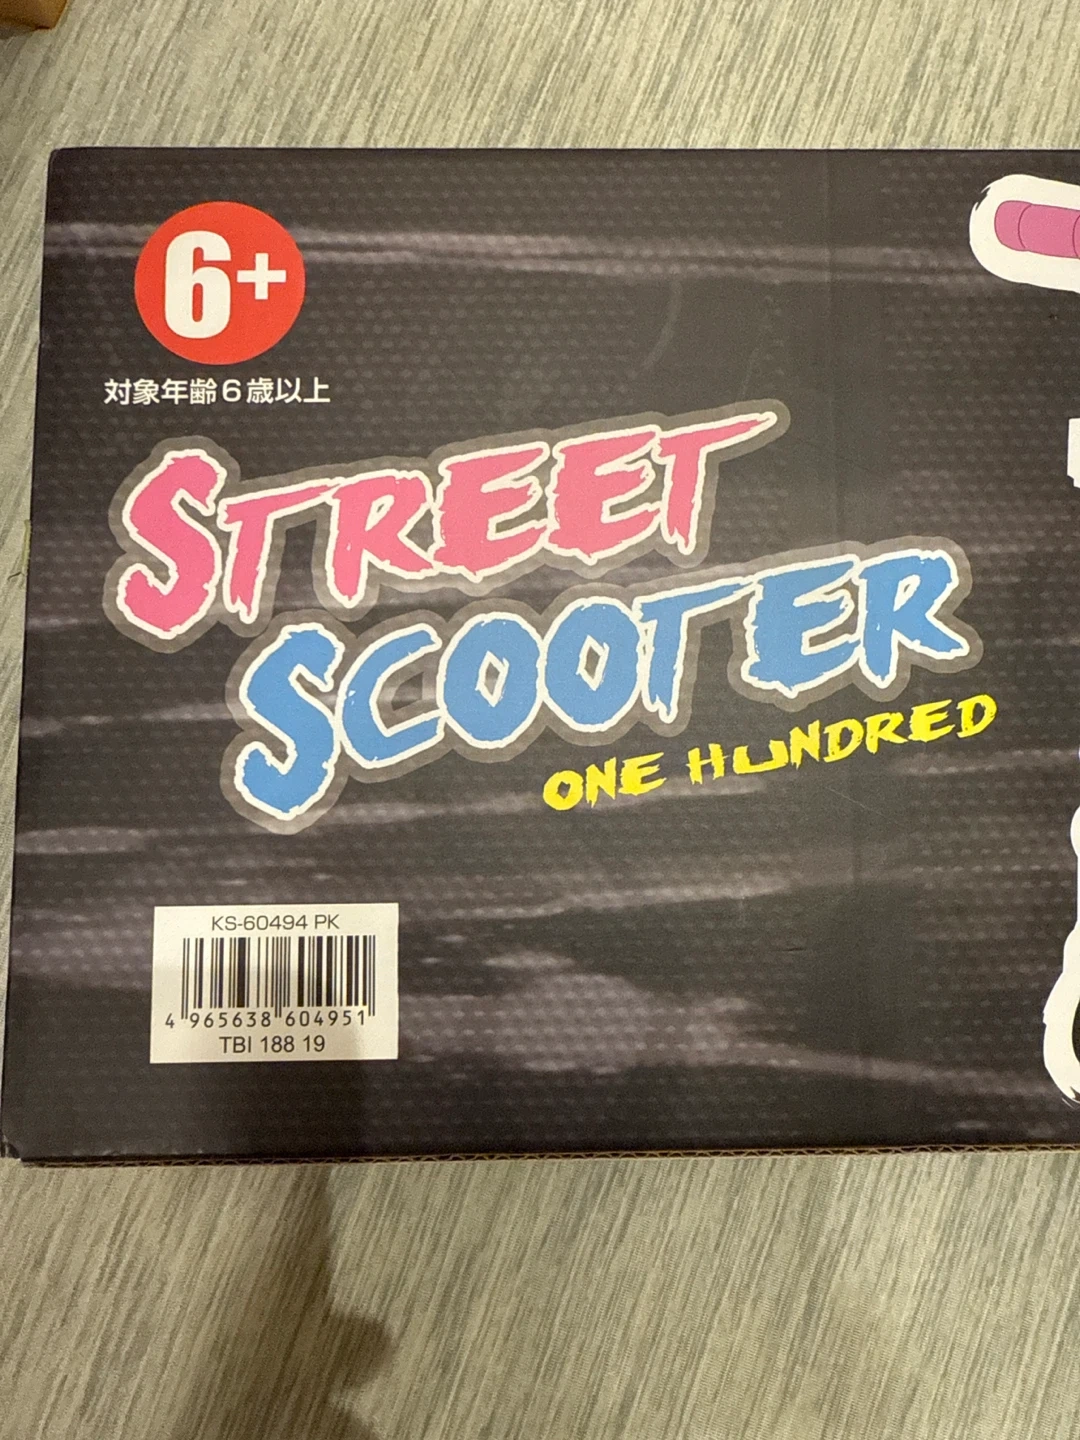 6+
対象年齢6歳以上
STREET
SCOOTER
ONE HUNDRED
KS-60494 PK
4 965638 604951
TBI 188 19